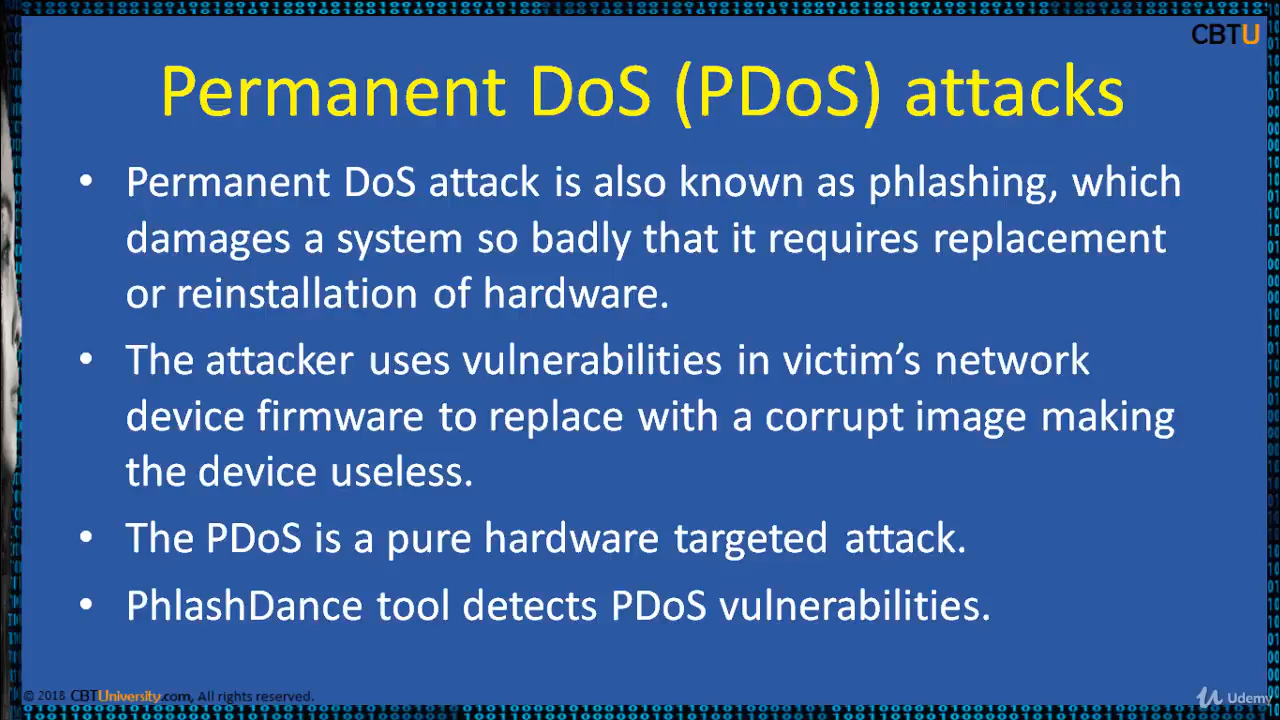 CBTU
Permanent DoS (PDoS) attacks
• Permanent DoS attack is also known as phlashing, which
damages a system so badly that it requires replacement
or reinstallation of hardware.
• The attacker uses vulnerabilities in victim’s network
device firmware to replace with a corrupt image making
the device useless.
• The PDoS is a pure hardware targeted attack.
• PhlashDance tool detects PDoS vulnerabilities.
© 2018 CBTUniversity.com, All rights reserved.
Udemy